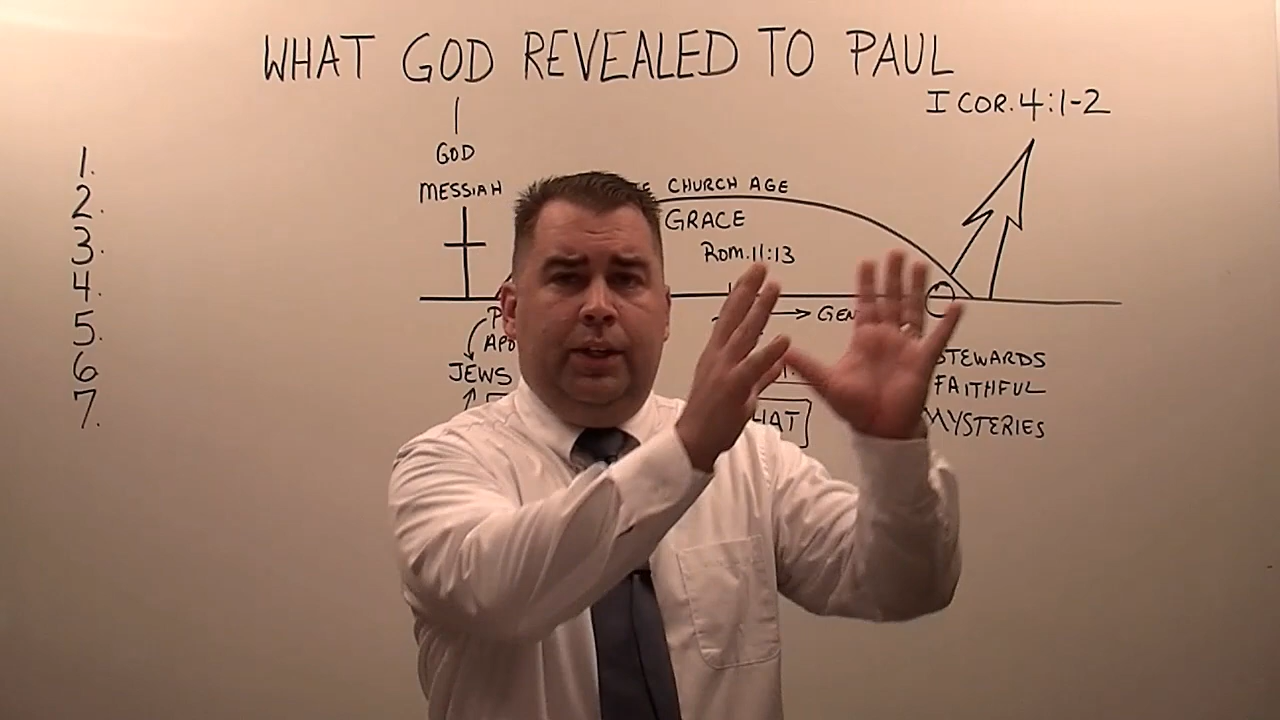 WHAT GOD REVEALED TO PAUL
I COR. 4:1-2
GOD
MESSIAH
CHURCH AGE
GRACE
Rom. 11:13
1.
2.
3.
4.
5.
6
7.
JEWS
STEWARDS
FAITHFUL
MYSTERIES